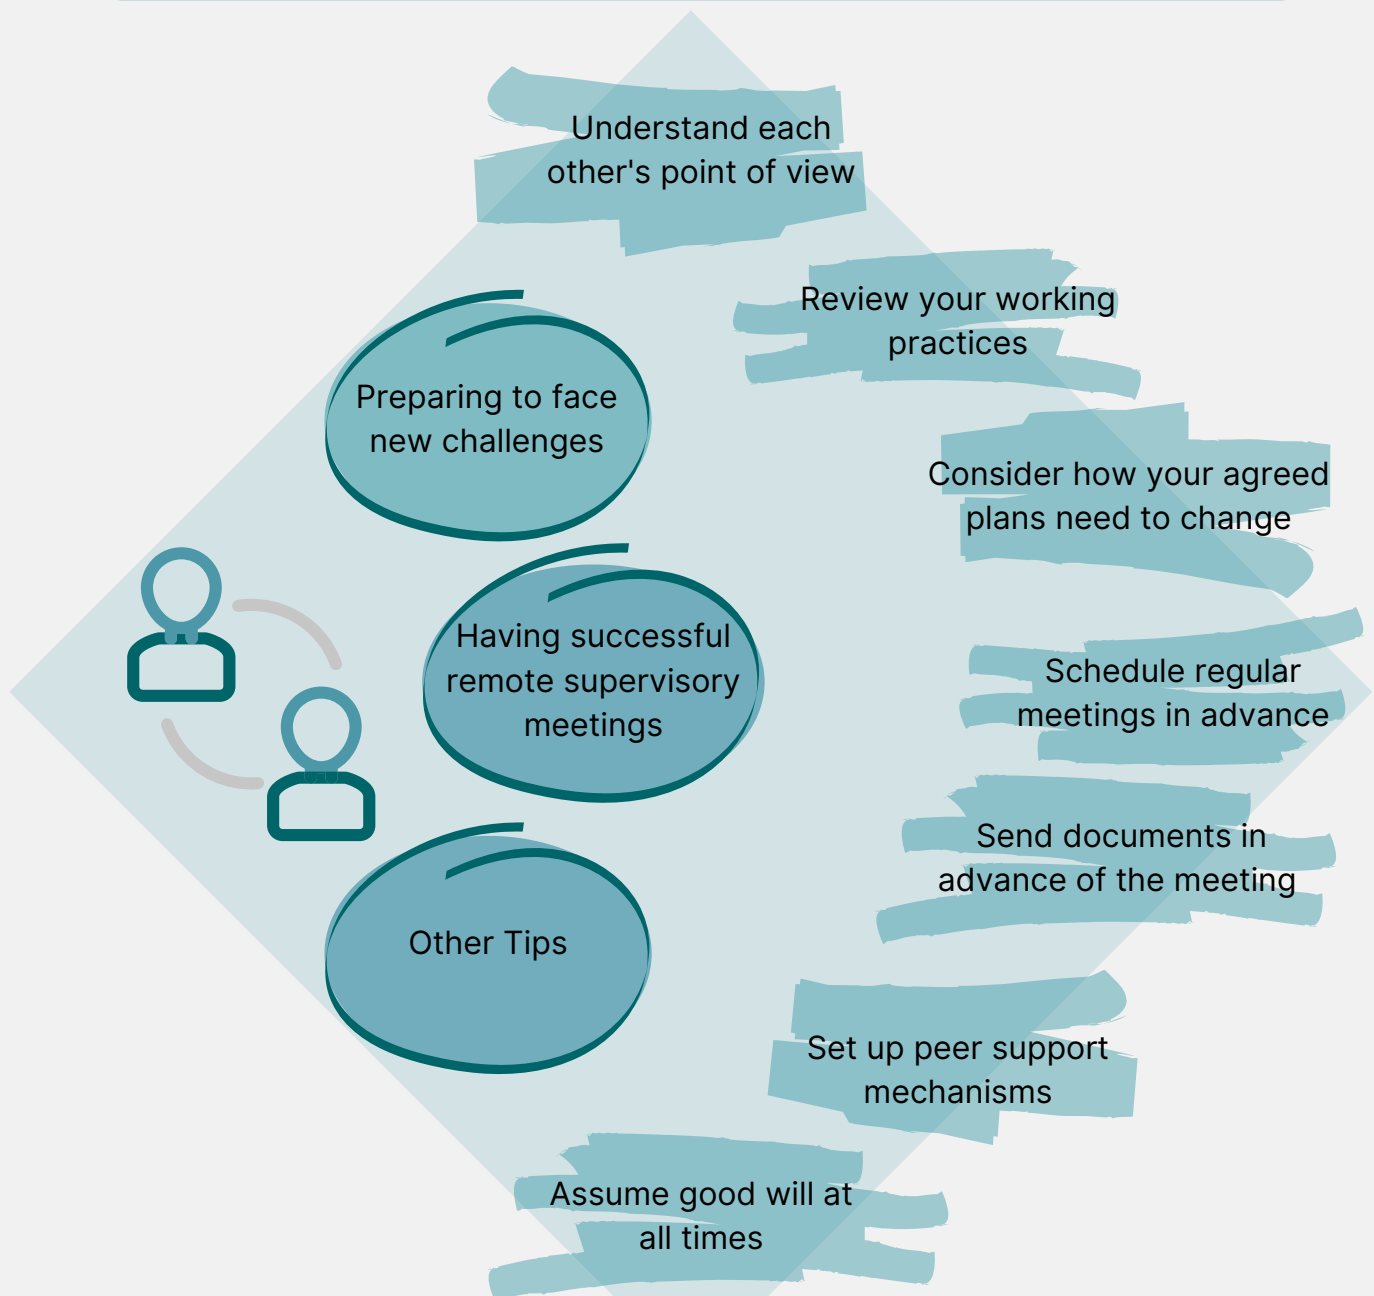 Understand each
other's point of view
Review your working
practices
Preparing to face
new challenges
Consider how your agreed
plans need to change
Having successful
remote supervisory
meetings
Schedule regular
meetings in advance
Send documents in
advance of the meeting
Other Tips
Set up peer support
mechanisms
Assume good will at
all times